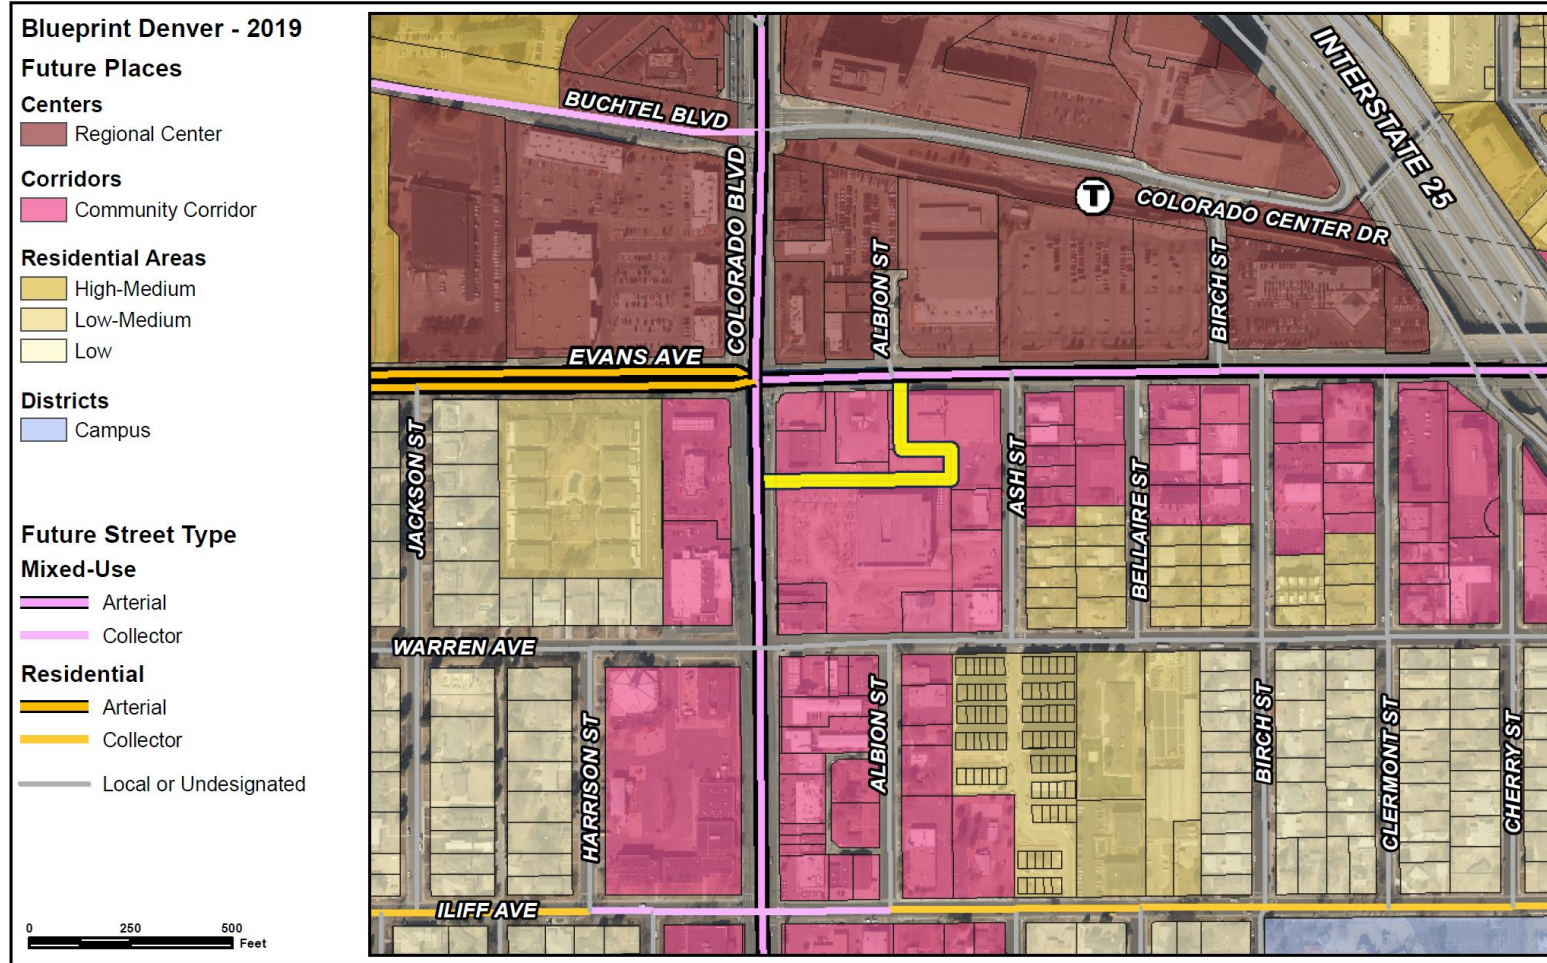 Blueprint Denver - 2019
Future Places
Centers
Regional Center
Corridors
Community Corridor
Residential Areas
High-Medium
Low-Medium
Low
Districts
Campus
Future Street Type
Mixed-Use
Arterial
Collector
Residential
Arterial
Collector
Local or Undesignated
0 250 500
Feet
INTERSTATE 25
BUCHTEL BLVD
COLORADO BLVD
T
COLORADO CENTER DR
ALBION ST
BIRCH ST
EVANS AVE
JACKSON ST
ASH ST
BELLAIRE ST
WARREN AVE
HARRISON ST
ALBION ST
BIRCH ST
CLERMONT ST
CHERRY ST
ILIFF AVE